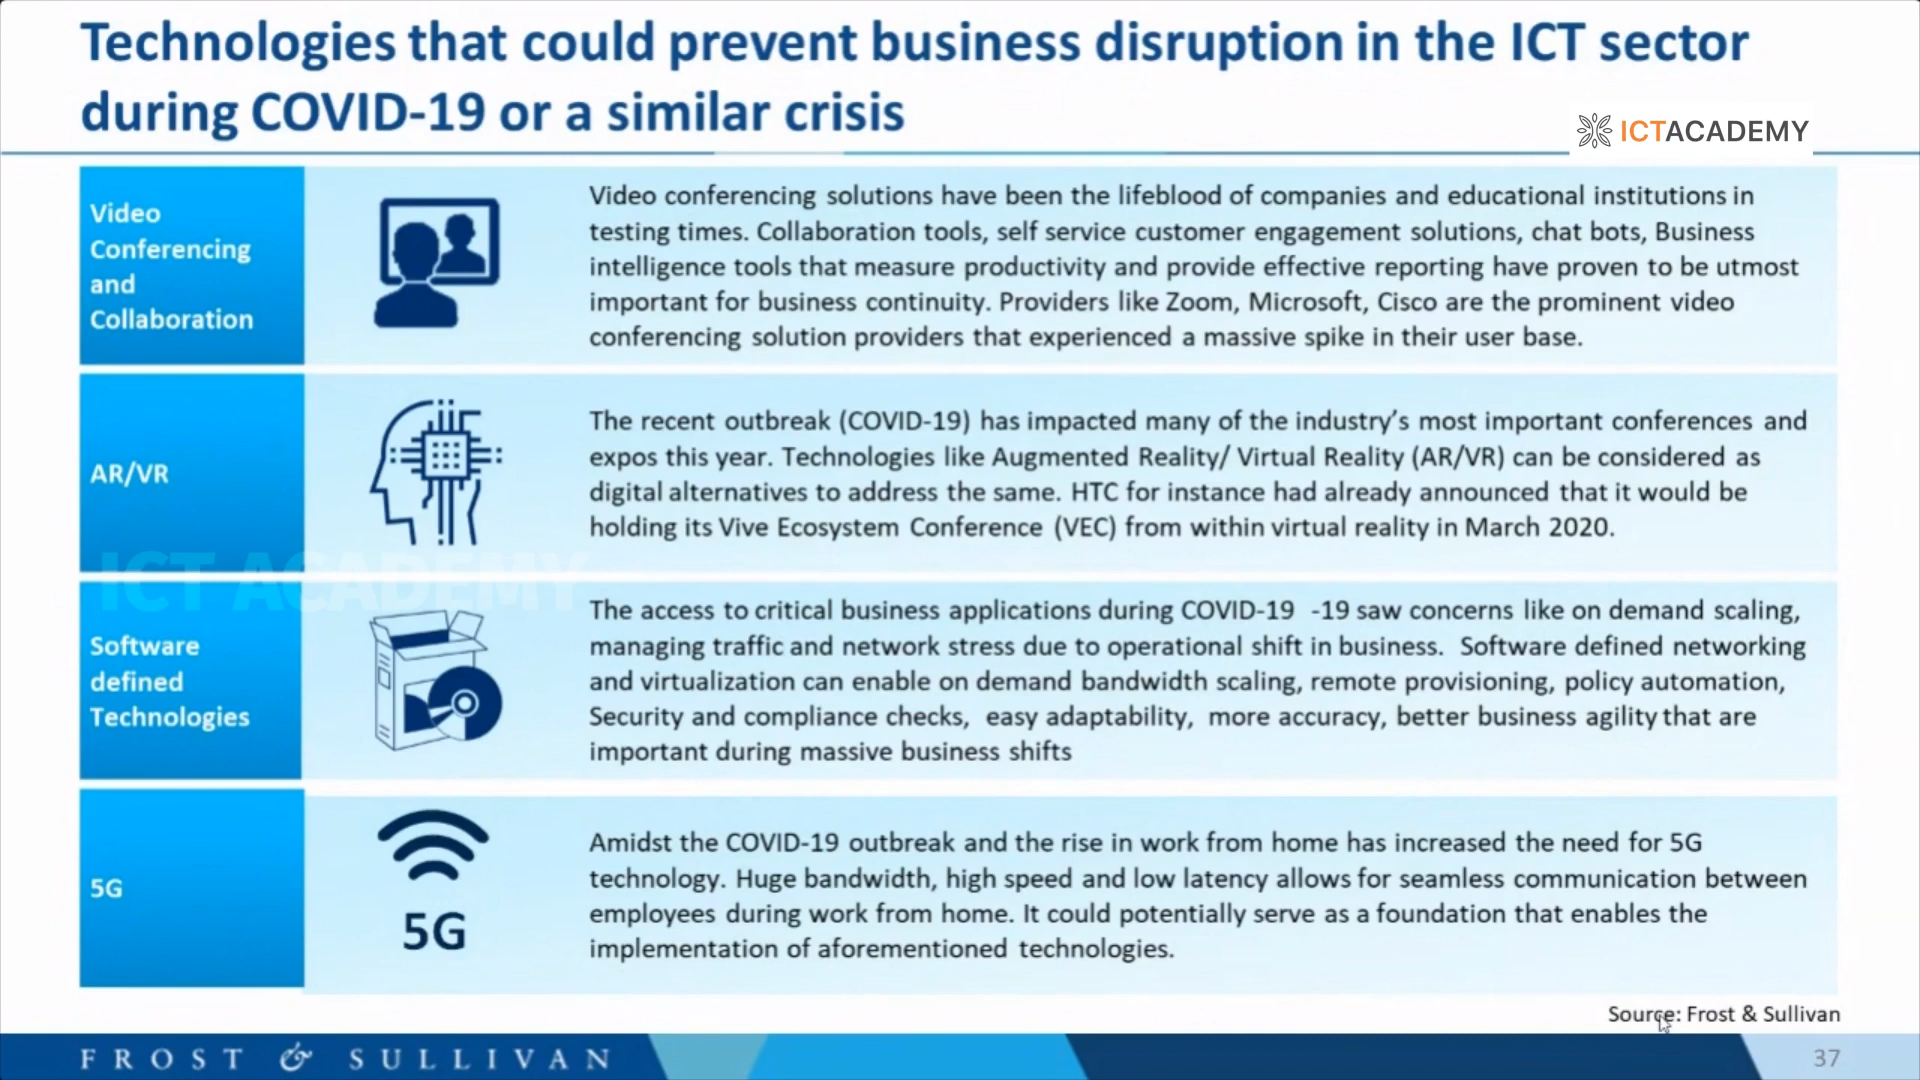 Technologies that could prevent business disruption in the ICT sector
during COVID-19 or a similar crisis
ICTACADEMY
Video
Conferencing
and
Collaboration
Video conferencing solutions have been the lifeblood of companies and educational institutions in
testing times. Collaboration tools, self service customer engagement solutions, chat bots, Business
intelligence tools that measure productivity and provide effective reporting have proven to be utmost
important for business continuity. Providers like Zoom, Microsoft, Cisco are the prominent video
conferencing solution providers that experienced a massive spike in their user base.
AR/VR
The recent outbreak (COVID-19) has impacted many of the industry’s most important conferences and
expos this year. Technologies like Augmented Reality/ Virtual Reality (AR/VR) can be considered as
digital alternatives to address the same. HTC for instance had already announced that it would be
holding its Vive Ecosystem Conference (VEC) from within virtual reality in March 2020.
ICT ACADEMY
Software
defined
Technologies
The access to critical business applications during COVID-19 -19 saw concerns like on demand scaling,
managing traffic and network stress due to operational shift in business. Software defined networking
and virtualization can enable on demand bandwidth scaling, remote provisioning, policy automation,
Security and compliance checks, easy adaptability, more accuracy, better business agility that are
important during massive business shifts
5G
5G
Amidst the COVID-19 outbreak and the rise in work from home has increased the need for 5G
technology. Huge bandwidth, high speed and low latency allows for seamless communication between
employees during work from home. It could potentially serve as a foundation that enables the
implementation of aforementioned technologies.
Source: Frost & Sullivan
FROST & SULLIVAN
37